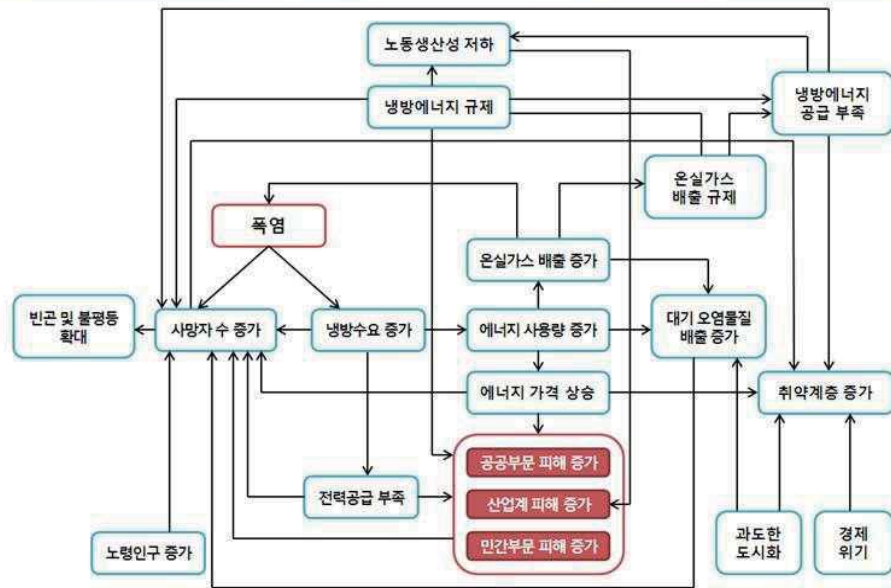 노동생산성 저하
냉방에너지 규제
냉방에너지
공급 부족
온실가스
배출 규제
폭염
온실가스 배출 증가
빈곤 및 불평등
확대
사망자 수 증가
냉방수요 증가
에너지 사용량 증가
대기 오염물질
배출 증가
에너지 가격 상승
취약계층 증가
공공부문 피해 증가
전력공급 부족
산업계 피해 증가
민간부문 피해 증가
노령인구 증가
과도한
도시화
경제
위기